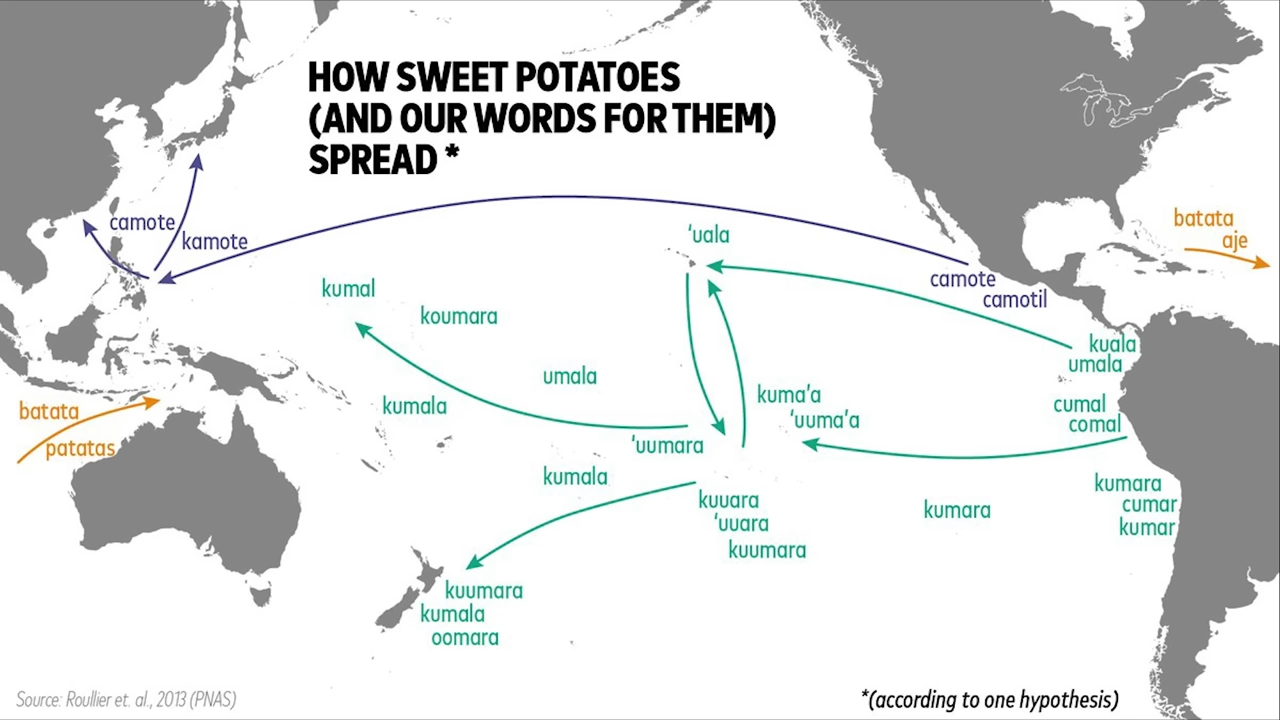 HOW SWEET POTATOES
(AND OUR WORDS FOR THEM)
SPREAD *
camote
kamote
'uala
batata
aje
camote
camotil
kumal
koumara
kuala
umala
umala
kumala
kuma'a
'uuma'a
cumal
comal
batata
patatas
'uumara
kumala
kuuara
'uuara
kuumara
kumara
kumara
cumar
kumar
kuumara
kumala
oomara
Source: Roullier et. al., 2013 (PNAS)
*(according to one hypothesis)